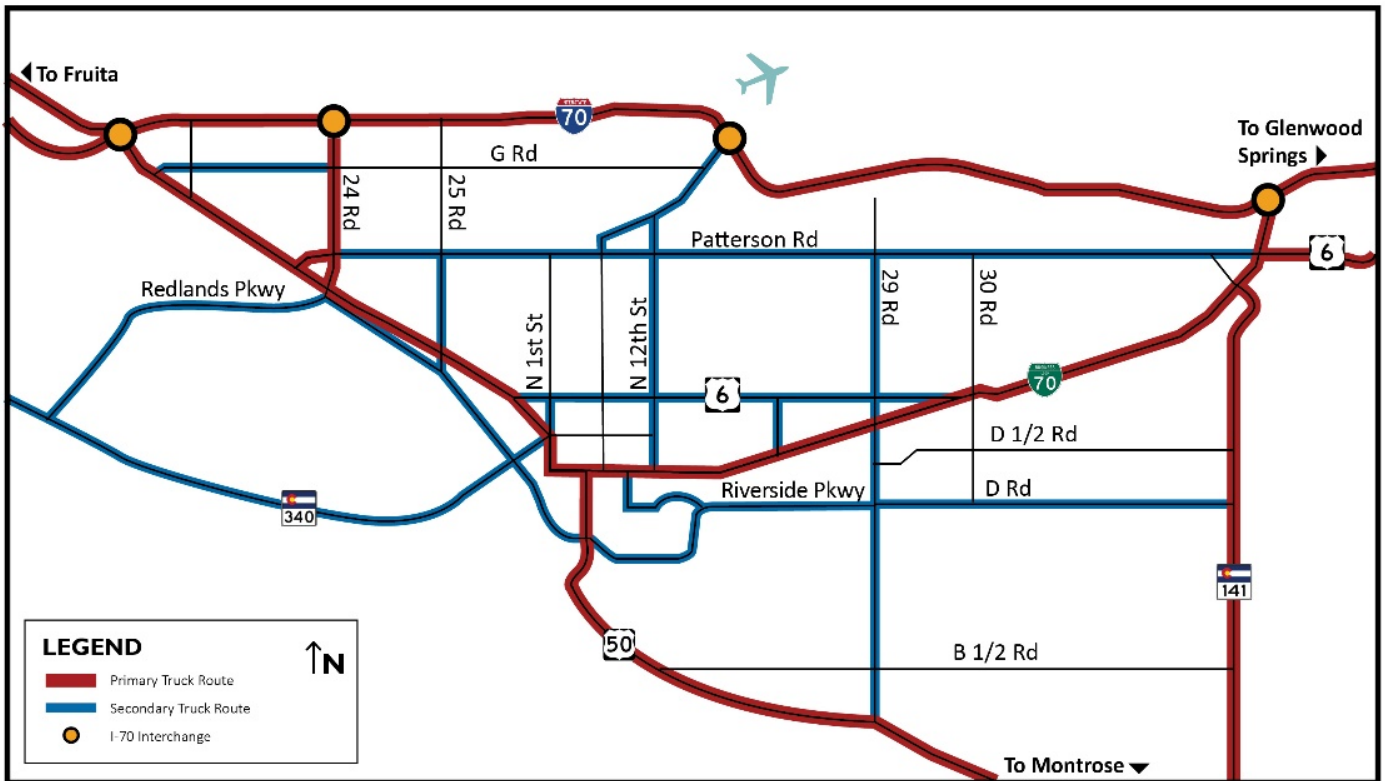 To Fruita
70
To Glenwood
Springs
G Rd
24 Rd
25 Rd
Patterson Rd
6
Redlands Pkwy
29 Rd
30 Rd
N 1st St
N 12th St
6
70
D 1/2 Rd
Riverside Pkwy
D Rd
340
141
50
B 1/2 Rd
LEGEND
N
Primary Truck Route
Secondary Truck Route
I-70 Interchange
To Montrose